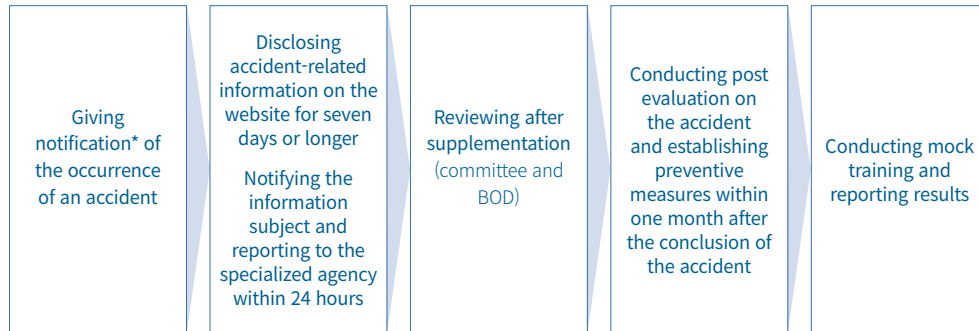 Giving
notification* of
the occurrence
of an accident
Disclosing
accident-related
information on the
website for seven
days or longer
Notifying the
information
subject and
reporting to the
specialized agency
within 24 hours
Reviewing after
supplementation
(committee and
BOD)
Conducting post
evaluation on
the accident
and establishing
preventive
measures within
one month after
the conclusion of
the accident
Conducting mock
training and
reporting results